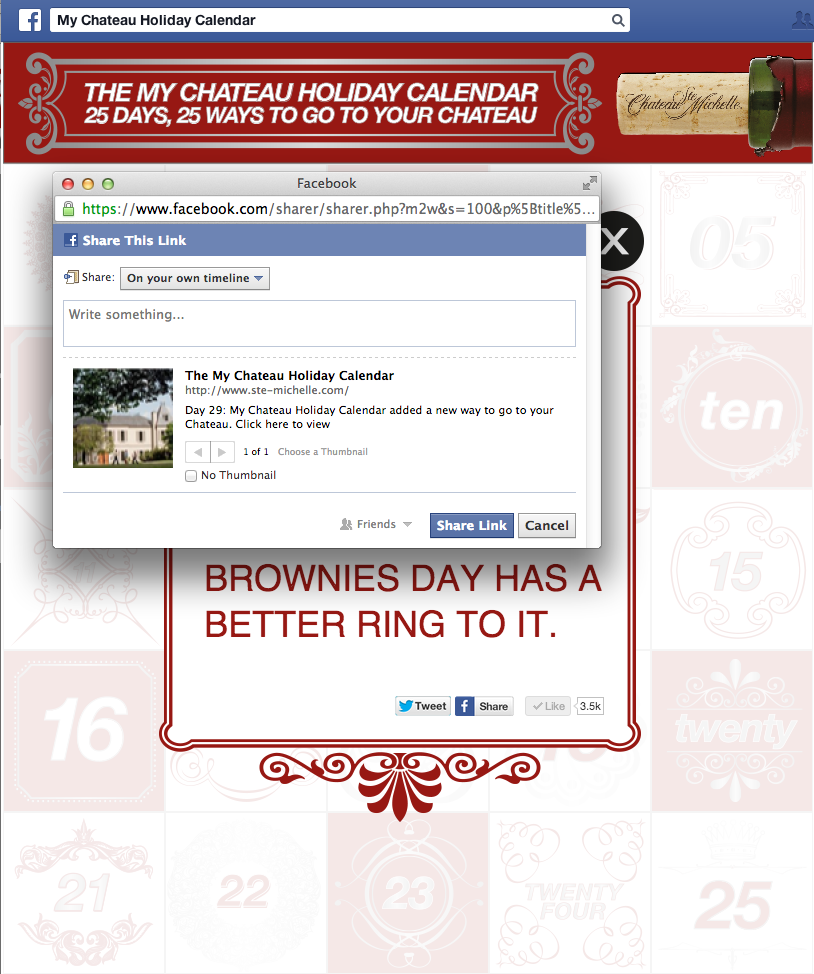 My Chateau Holiday Calendar
THE MY CHATEAU HOLIDAY CALENDAR
25 DAYS, 25 WAYS TO GO TO YOUR CHATEAU
Chateau Ste Michelle
Facebook
https://www.facebook.com/sharer/sharer.php?m2w&s=100&p%5Btitle%5...
Share This Link
X
05
Share:
On your own timeline
Write something...
The My Chateau Holiday Calendar
http://www.ste-michelle.com/
Day 29: My Chateau Holiday Calendar added a new way to go to your
Chateau. Click here to view
1 of 1 Choose a Thumbnail
No Thumbnail
ten
Friends
Share Link
Cancel
11
15
BROWNIES DAY HAS A
BETTER RING TO IT.
16
Tweet
Share
Like
3.5k
twenty
21
22
23
TWENTY
FOUR
25